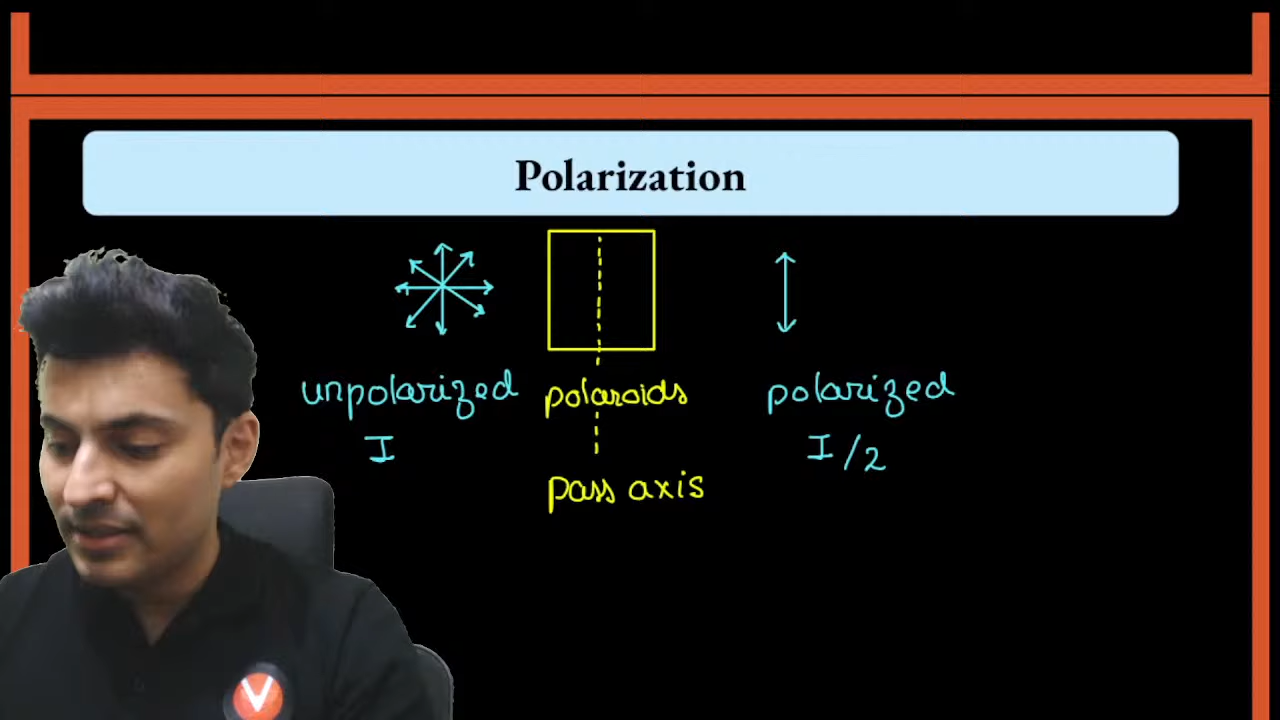 Polarization
unpolarized polaroids polarized
I I/2
pass axis
V